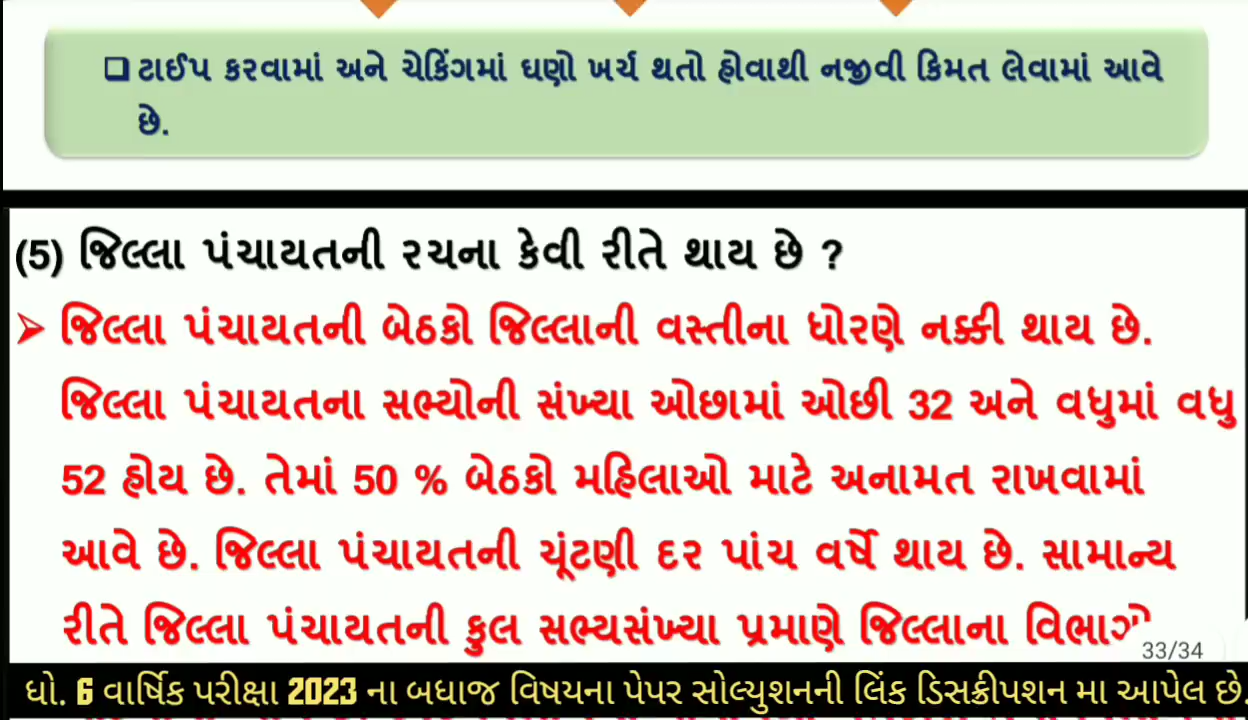 ❑ ટાઈપ કરવામાં અને ચેકિંગમાં ઘણો ખર્ચ થતો હોવાથી નજીવી કિમત લેવામાં આવે
છે.
(5) જિલ્લા પંચાયતની રચના કેવી રીતે થાય છે ?
➢ જિલ્લા પંચાયતની બેઠકો જિલ્લાની વસ્તીના ધોરણે નક્કી થાય છે.
જિલ્લા પંચાયતના સભ્યોની સંખ્યા ઓછામાં ઓછી 32 અને વધુમાં વધુ
52 હોય છે. તેમાં 50 % બેઠકો મહિલાઓ માટે અનામત રાખવામાં
આવે છે. જિલ્લા પંચાયતની ચૂંટણી દર પાંચ વર્ષે થાય છે. સામાન્ય
રીતે જિલ્લા પંચાયતની કુલ સભ્યસંખ્યા પ્રમાણે જિલ્લાના વિભાગો
33/34
ધો. 6 વાર્ષિક પરીક્ષા 2023 ના બધાજ વિષયના પેપર સોલ્યુશનની લિંક ડિસક્રીપશન મા આપેલ છે